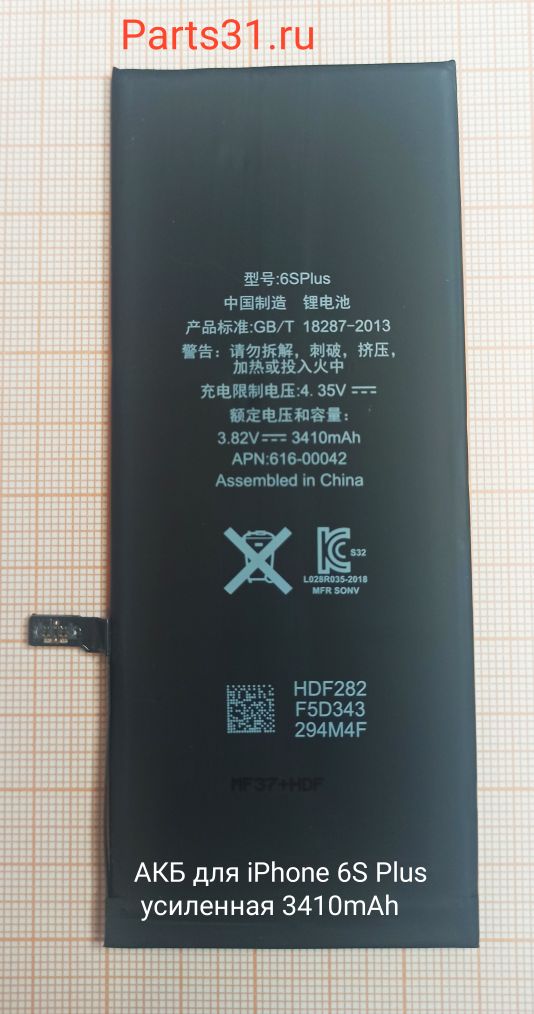 Parts31.ru
型号:6SPlus
中国制造 锂电池
产品标准:GB/T 18287-2013
警告: 请勿拆解, 刺破, 挤压,
加热或投入火中
充电限制电压:4. 35V
额定电压和容量:
3.82V 3410mAh
APN:616-00042
Assembled in China
S32
L028R035-2018
MFR SONV
HDF282
F5D343
294M4F
MF37+HDF
АКБ для iPhone 6S Plus
усиленная 3410mAh